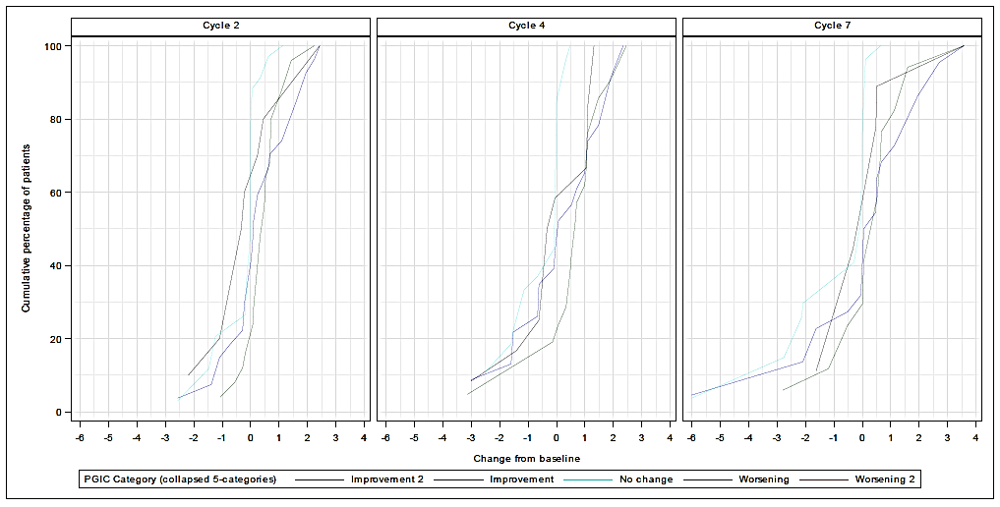 Cycle 2 Cycle 4 Cycle 7
100
80
60
40
20
0
Cumulative percentage of patients
-6 -5 -4 -3 -2 -1 0 1 2 3 4 -6 -5 -4 -3 -2 -1 0 1 2 3 4 -6 -5 -4 -3 -2 -1 0 1 2 3 4
Change from baseline
PGIC Category (collapsed 5-categories) Improvement 2 Improvement No change Worsening Worsening 2